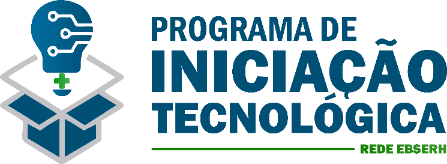 PROGRAMA DE
INICIAÇÃO
TECNOLÓGICA
REDE EBSERH